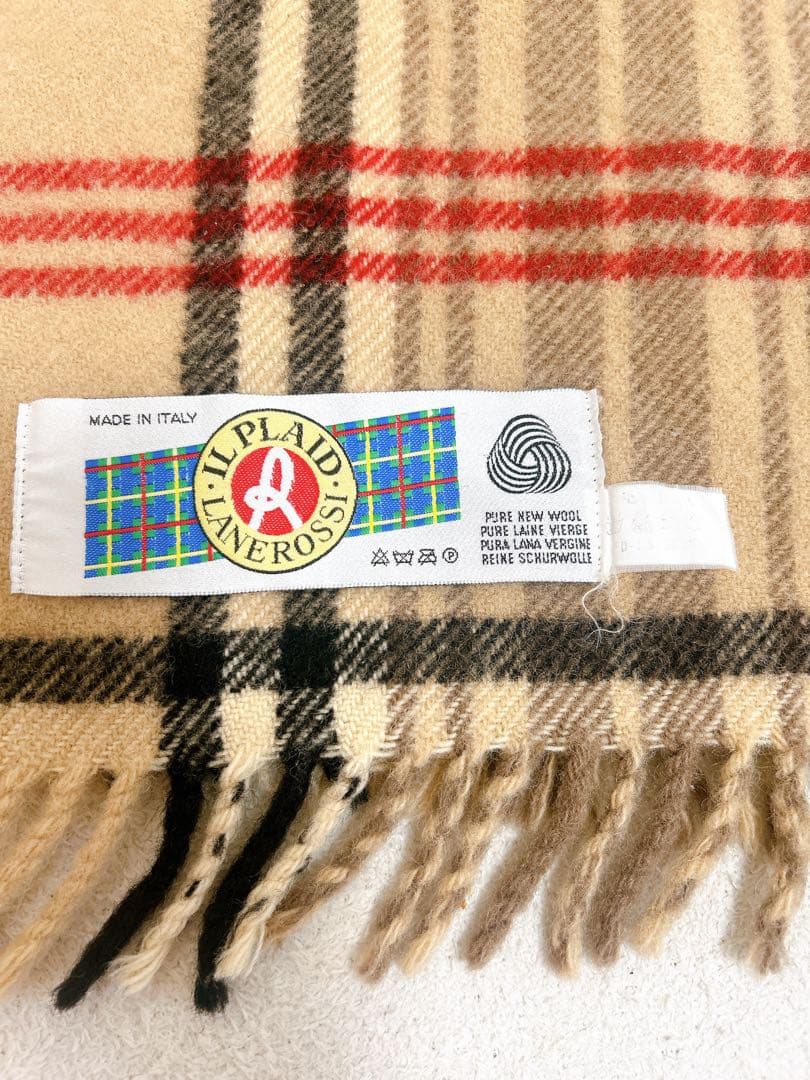 MADE IN ITALY
IL PLAID
LANEROSSI
PURE NEW WOOL
PURE LAINE VIERGE
PURA LANA VERGINE
REINE SCHURWOLLE
P